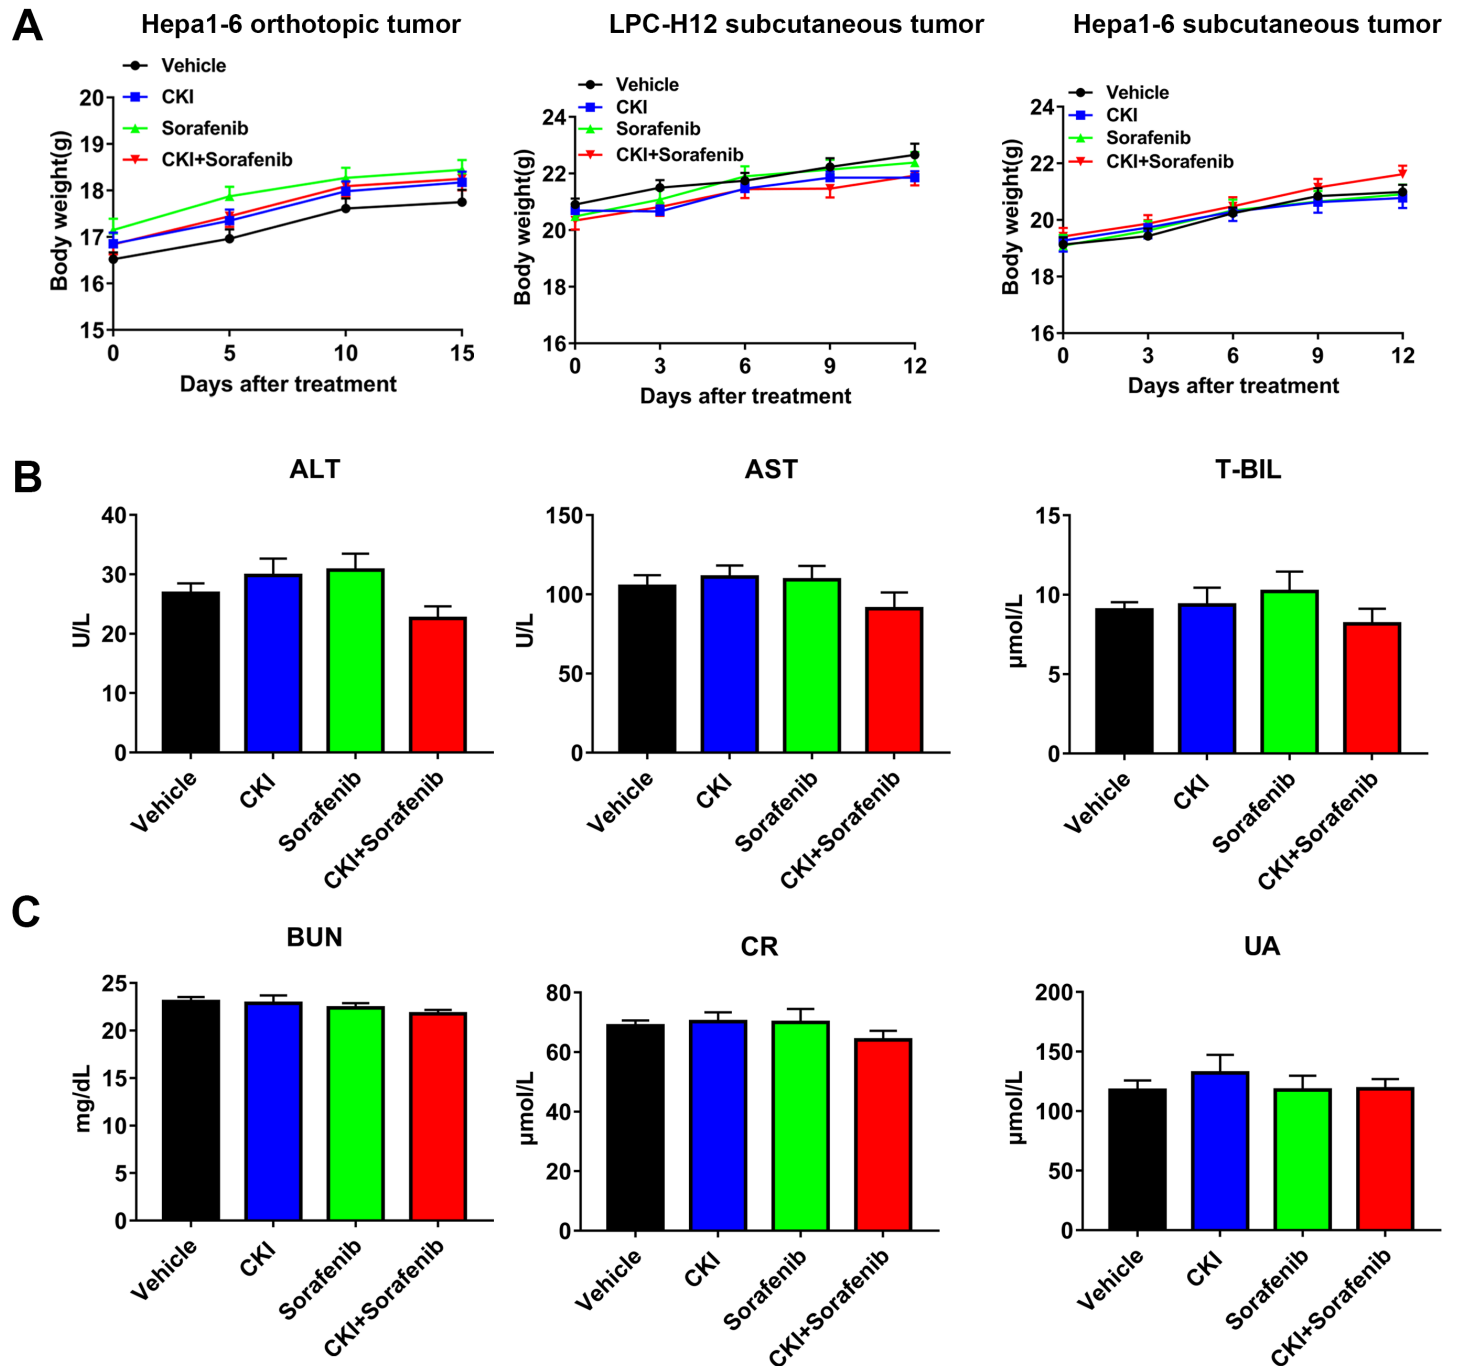 A
Hepa1-6 orthotopic tumor
Vehicle
CKI
Sorafenib
CKI+Sorafenib
Body weight(g)
20
19
18
17
16
15
0 5 10 15
Days after treatment
LPC-H12 subcutaneous tumor
Vehicle
CKI
Sorafenib
CKI+Sorafenib
Body weight(g)
24
22
20
18
16
0 3 6 9 12
Days after treatment
Hepa1-6 subcutaneous tumor
Vehicle
CKI
Sorafenib
CKI+Sorafenib
Body weight(g)
24
22
20
18
16
0 3 6 9 12
Days after treatment
B
ALT
U/L
40
30
20
10
0
Vehicle
CKI
Sorafenib
CKI+Sorafenib
AST
U/L
150
100
50
0
Vehicle
CKI
Sorafenib
CKI+Sorafenib
T-BIL
μmol/L
15
10
5
0
Vehicle
CKI
Sorafenib
CKI+Sorafenib
C
BUN
mg/dL
25
20
15
10
5
0
Vehicle
CKI
Sorafenib
CKI+Sorafenib
CR
μmol/L
80
60
40
20
0
Vehicle
CKI
Sorafenib
CKI+Sorafenib
UA
μmol/L
200
150
100
50
0
Vehicle
CKI
Sorafenib
CKI+Sorafenib